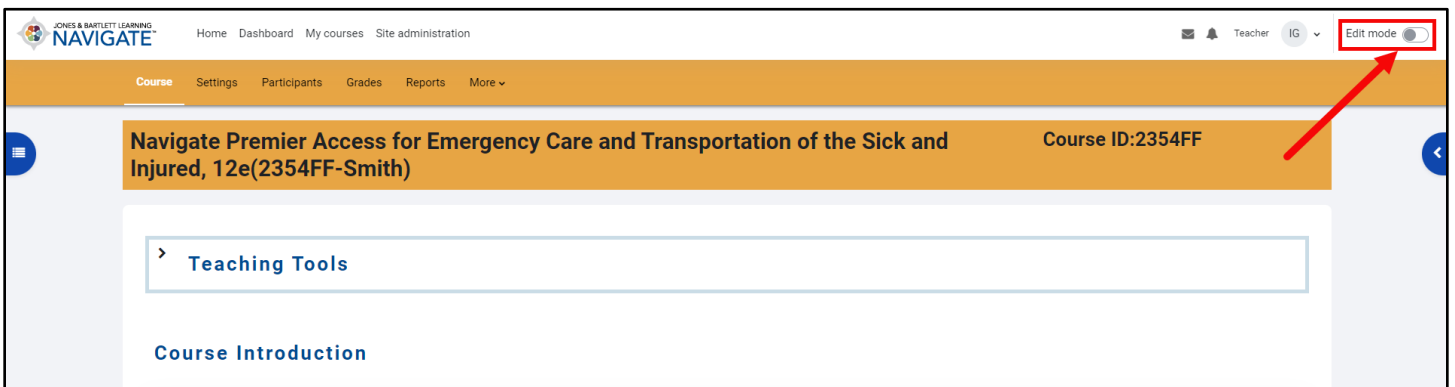 JONES & BARTLETT LEARNING
NAVIGATE™
Home Dashboard My courses Site administration
Teacher IG Edit mode
Course Settings Participants Grades Reports More
Navigate Premier Access for Emergency Care and Transportation of the Sick and
Injured, 12e(2354FF-Smith)
Course ID:2354FF
Teaching Tools
Course Introduction